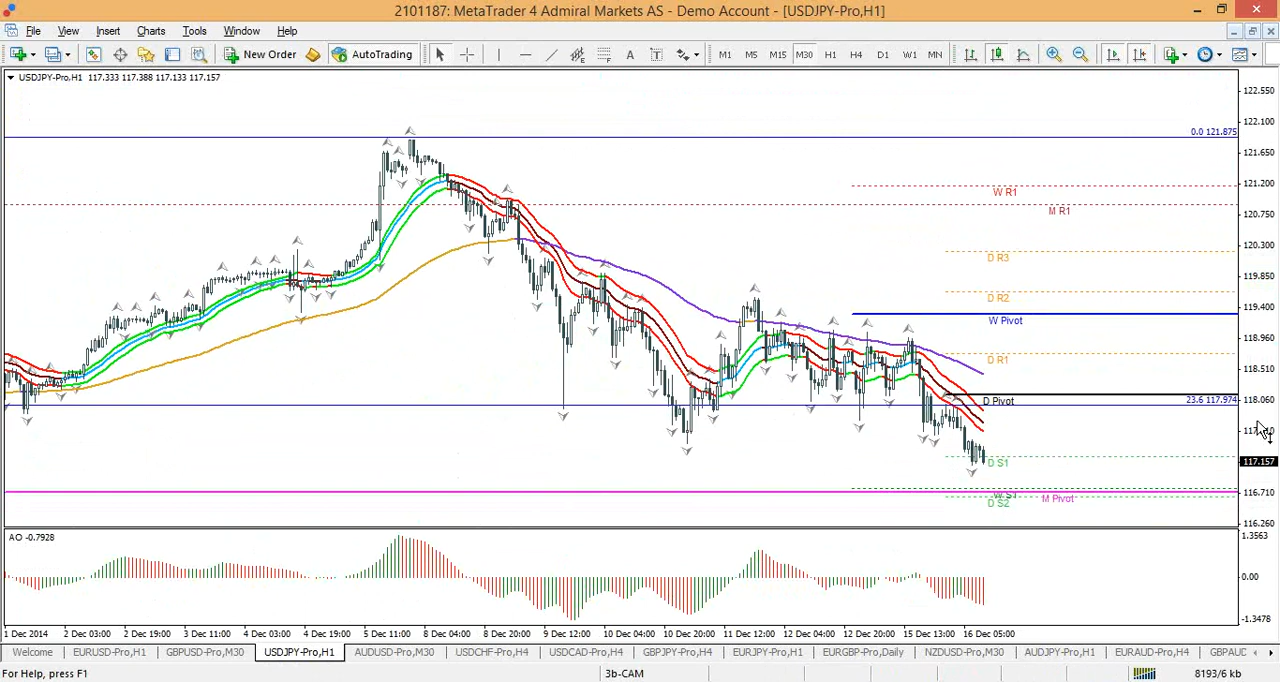 2101187: MetaTrader 4 Admiral Markets AS - Demo Account - [USDJPY-Pro,H1]
File View Insert Charts Tools Window Help
New Order AutoTrading A T M1 M5 M15 M30 H1 H4 D1 W1 MN
USDJPY-Pro,H1 117.333 117.388 117.133 117.157
122.550
122.100
0.0 121.875
121.650
121.200
W R1
M R1
120.750
120.300
D R3
119.850
D R2
119.400
W Pivot
118.960
D R1
118.510
D Pivot
23.6 117.974
118.060
D S1
117.157
W S1
M Pivot
116.710
D S2
116.260
AO -0.7928
1.3563
0.00
-1.3478
1 Dec 2014 2 Dec 03:00 2 Dec 19:00 3 Dec 11:00 4 Dec 03:00 4 Dec 19:00 5 Dec 11:00 8 Dec 04:00 8 Dec 20:00 9 Dec 12:00 10 Dec 04:00 10 Dec 20:00 11 Dec 12:00 12 Dec 04:00 12 Dec 20:00 15 Dec 13:00 16 Dec 05:00
Welcome EURUSD-Pro,H1 GBPUSD-Pro,M30 USDJPY-Pro,H1 AUDUSD-Pro,M30 USDCHF-Pro,H4 USDCAD-Pro,H4 GBPJPY-Pro,H4 EURJPY-Pro,H1 EURGBP-Pro,Daily NZDUSD-Pro,M30 AUDJPY-Pro,H1 EURAUD-Pro,H4 GBPAUD
For Help, press F1 3b-CAM 8193/6 kb